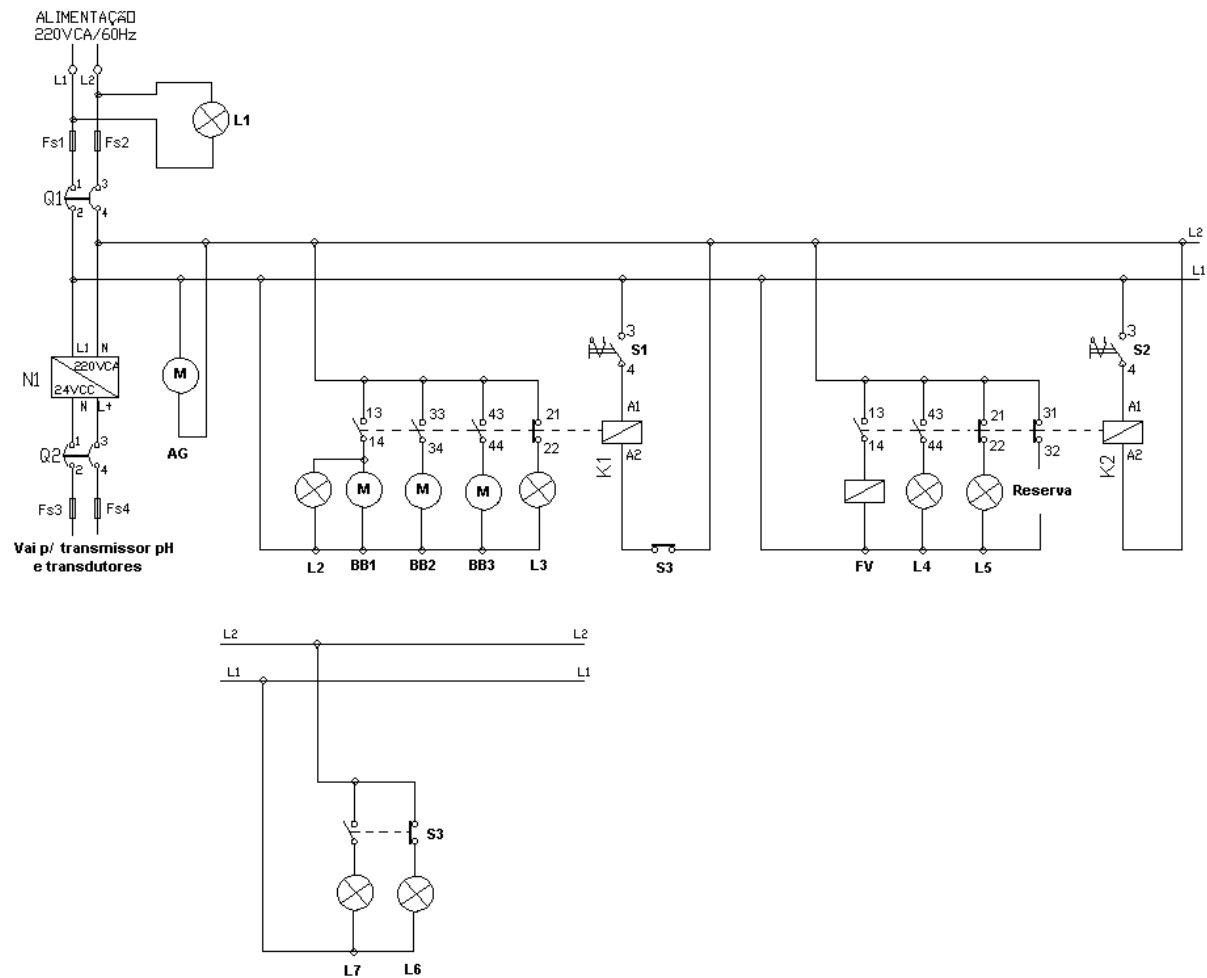 ALIMENTAÇÃO
220VCA/60Hz
L1 L2
L1
Fs1 Fs2
Q1
1 3
2 4
L2
L1
L1 N
220VCA
N1
24VCC
N L+
M
AG
Q2
1 3
2 4
Fs3 Fs4
Vai p/ transmissor pH
e transdutores
3
S1
4
13 33 43 21
14 34 44 22
A1
K1
A2
M M M
L2 BB1 BB2 BB3 L3
S3
3
S2
4
13 43 21 31
14 44 22 32
A1
K2
A2
Reserva
FV L4 L5
L2 L2
L1 L1
S3
L7 L6